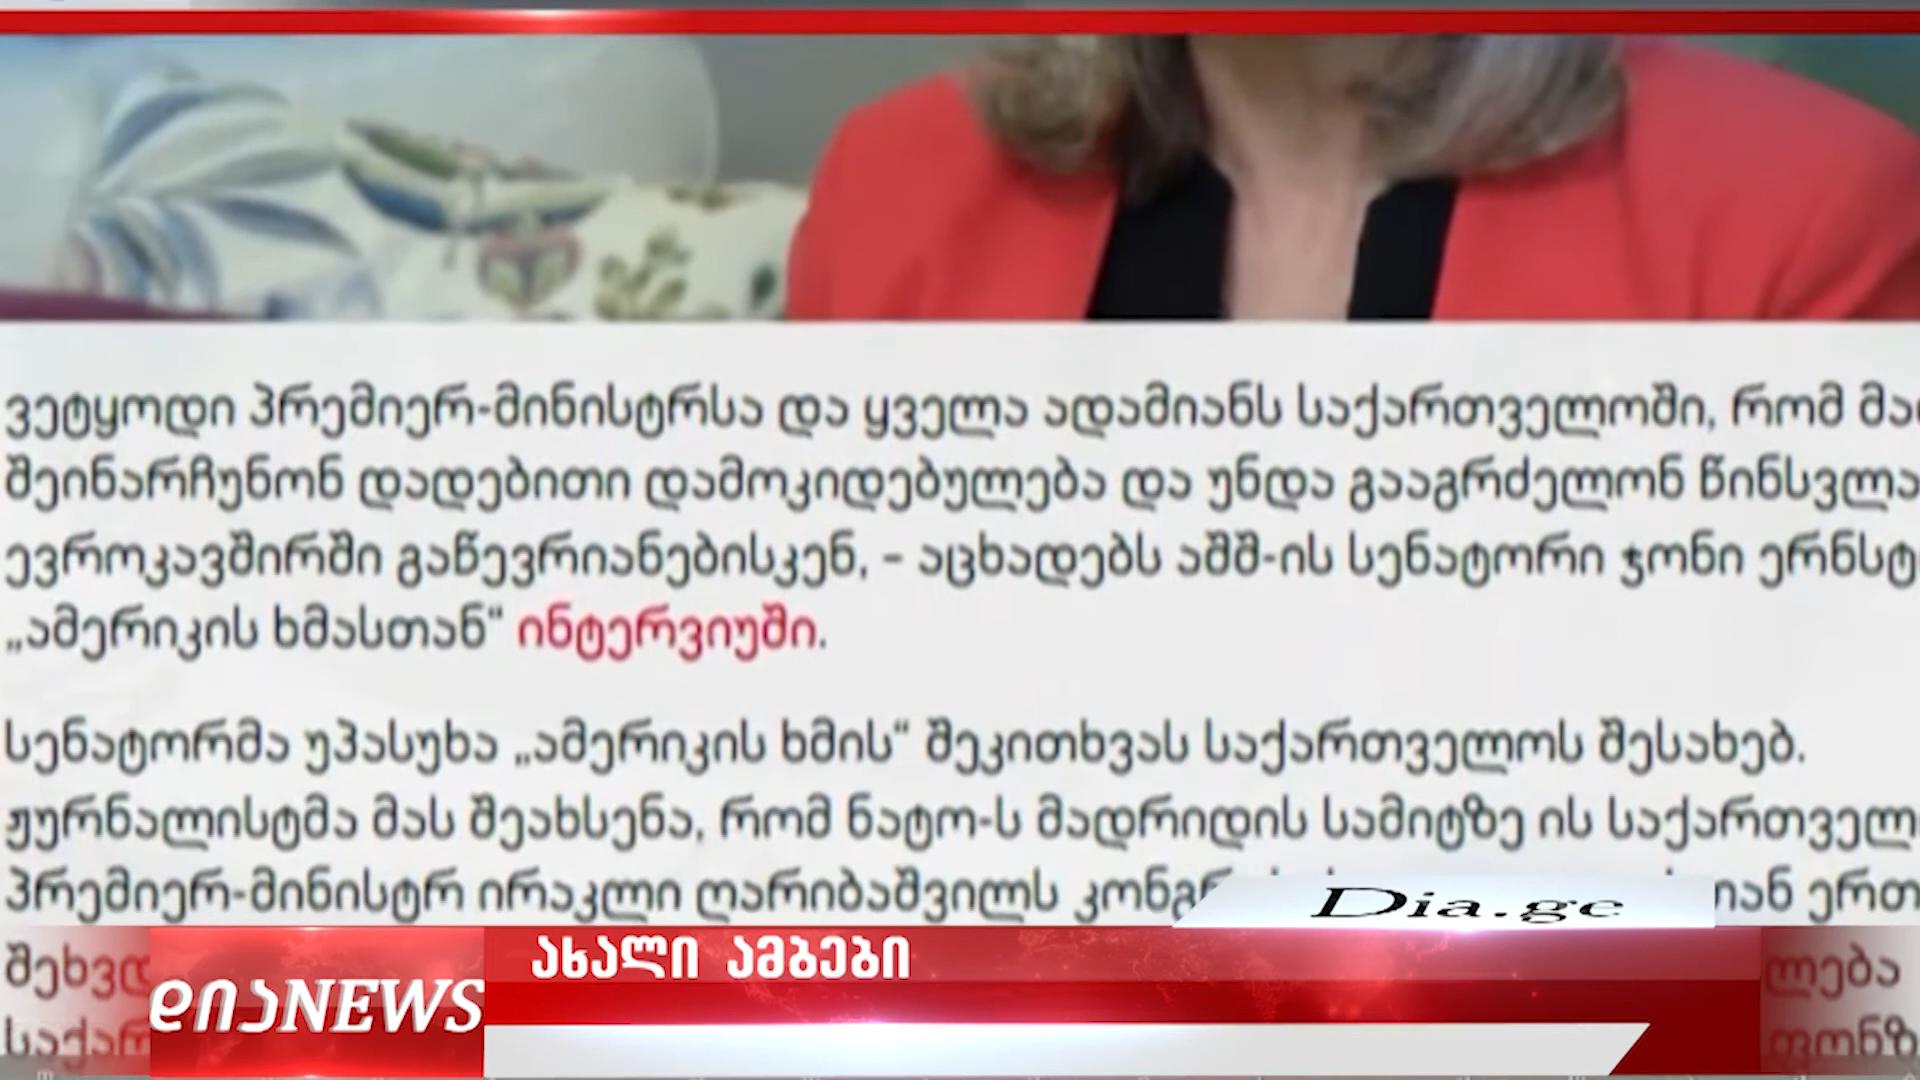 ვეტყოდი პრემიერ-მინისტრსა და ყველა ადამიანს საქართველოში, რომ
შეინარჩუნონ დადებითი დამოკიდებულება და უნდა გააგრძელონ წინსვლა
ევროკავშირში გაწევრიანებისკენ, – აცხადებს აშშ-ის სენატორი ჯონი ერნსტ
„ამერიკის ხმასთან“ ინტერვიუში.
სენატორმა უპასუხა „ამერიკის ხმის“ შეკითხვას საქართველოს შესახებ.
ჟურნალისტმა მას შეახსენა, რომ ნატო-ს მადრიდის სამიტზე ის საქართველ
პრემიერ-მინისტრ ირაკლი ღარიბაშვილს
Dia.ge
ახალი ამბები
დიანEWS